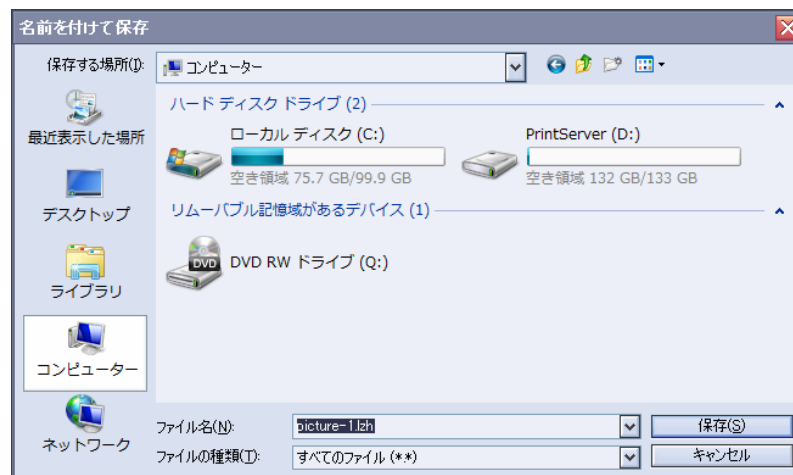 名前を付けて保存
保存する場所(I):
コンピューター
最近表示した場所
デスクトップ
ライブラリ
コンピューター
ネットワーク
ハード ディスク ドライブ (2)
ローカル ディスク (C:)
空き領域 75.7 GB/99.9 GB
PrintServer (D:)
空き領域 132 GB/133 GB
リムーバブル記憶域があるデバイス (1)
DVD
DVD RW ドライブ (Q:)
ファイル名(N):
picture-1.lzh
保存(S)
ファイルの種類(T):
すべてのファイル (*.*)
キャンセル